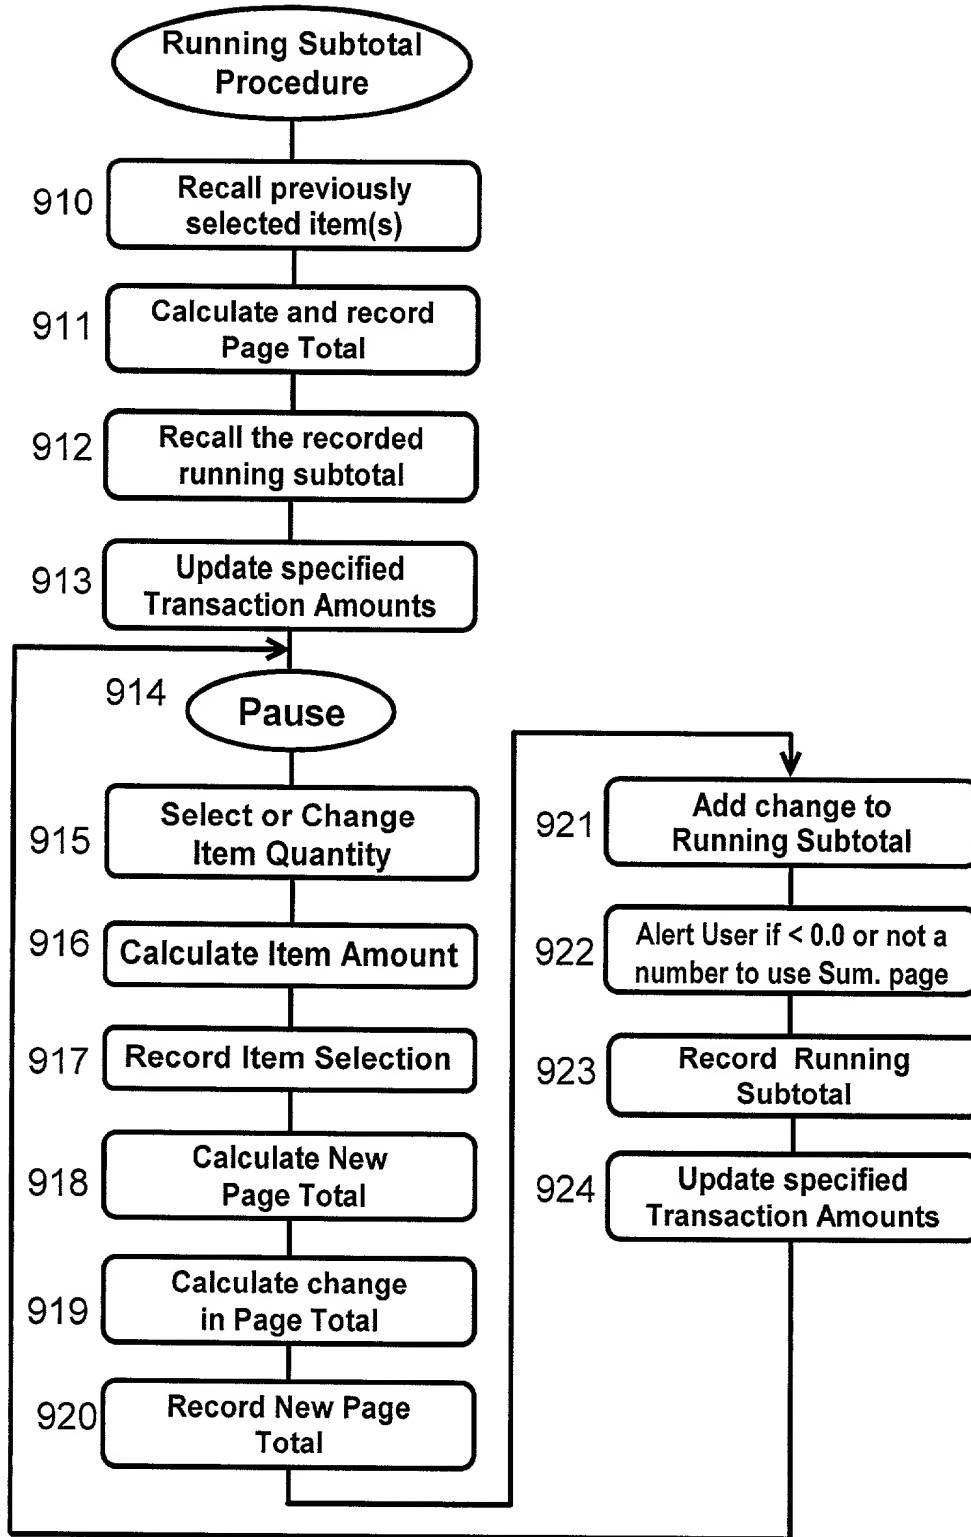 Running Subtotal
Procedure
910
Recall previously
selected item(s)
911
Calculate and record
Page Total
912
Recall the recorded
running subtotal
913
Update specified
Transaction Amounts
914
Pause
915
Select or Change
Item Quantity
916
Calculate Item Amount
917
Record Item Selection
918
Calculate New
Page Total
919
Calculate change
in Page Total
920
Record New Page
Total
921
Add change to
Running Subtotal
922
Alert User if < 0.0 or not a
number to use Sum. page
923
Record Running
Subtotal
924
Update specified
Transaction Amounts